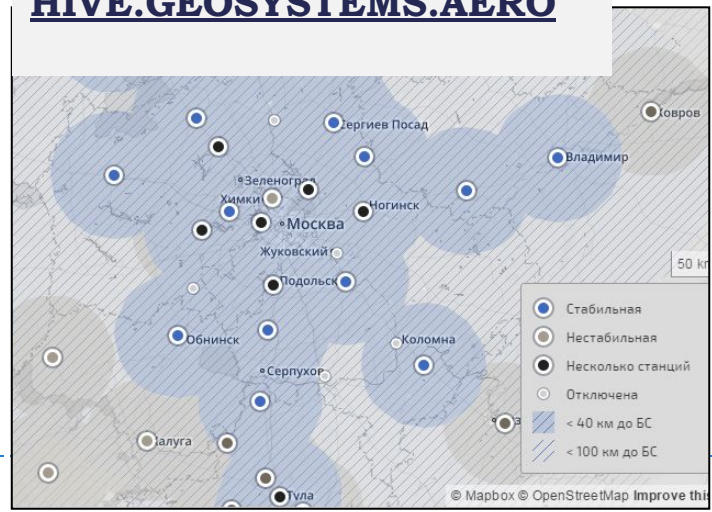 HIVE.GEOSYSTEMS.AERO
Сергиев Посад
Ковров
Владимир
Зеленоград
Химки
Ногинск
Москва
Жуковский
Подольск
50 km
Обнинск
Коломна
Серпухов
алуга
Тула
Стабильная
Нестабильная
Несколько станций
Отключена
< 40 км до БС
< 100 км до БС
© Mapbox © OpenStreetMap Improve this